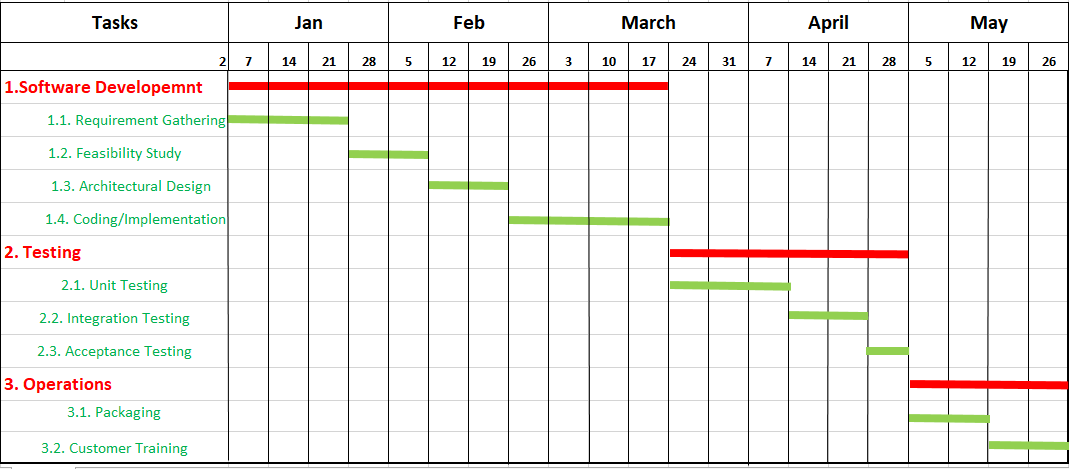 Tasks Jan Feb March April May
2 7 14 21 28 5 12 19 26 3 10 17 24 31 7 14 21 28 5 12 19 26
1.Software Developemnt
1.1. Requirement Gathering
1.2. Feasibility Study
1.3. Architectural Design
1.4. Coding/Implementation
2. Testing
2.1. Unit Testing
2.2. Integration Testing
2.3. Acceptance Testing
3. Operations
3.1. Packaging
3.2. Customer Training